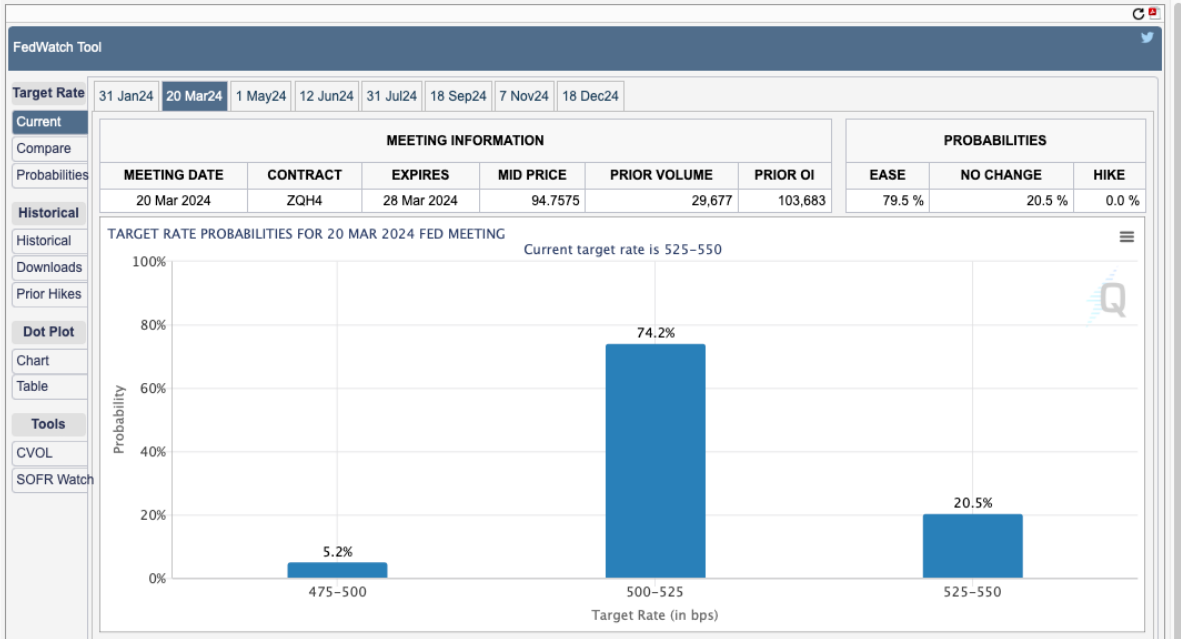 FedWatch Tool
Target Rate
Current
Compare
Probabilities
Historical
Historical
Downloads
Prior Hikes
Dot Plot
Chart
Table
Tools
CVOL
SOFR Watch
31 Jan24 20 Mar24 1 May24 12 Jun24 31 Jul24 18 Sep24 7 Nov24 18 Dec24
MEETING INFORMATION
MEETING DATE CONTRACT EXPIRES MID PRICE PRIOR VOLUME PRIOR OI
20 Mar 2024 ZQH4 28 Mar 2024 94.7575 29,677 103,683
PROBABILITIES
EASE NO CHANGE HIKE
79.5 % 20.5 % 0.0 %
TARGET RATE PROBABILITIES FOR 20 MAR 2024 FED MEETING
Current target rate is 525–550
Q
Probability
100%
80%
60%
40%
20%
0%
5.2%
74.2%
20.5%
475–500 500–525 525–550
Target Rate (in bps)